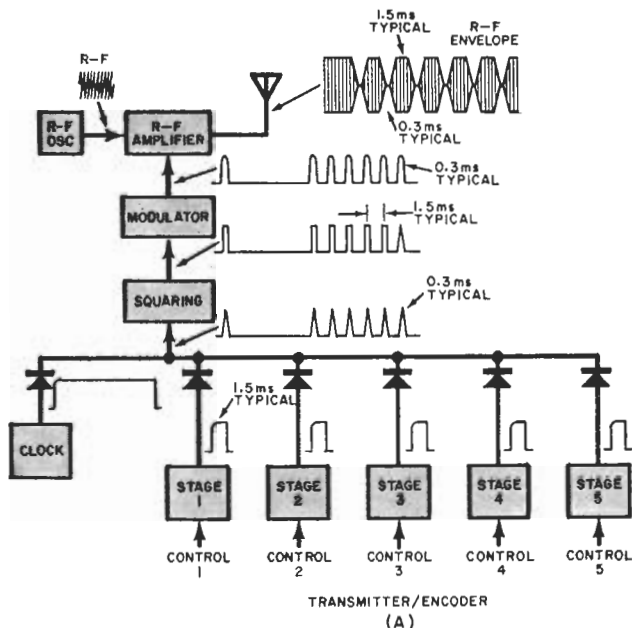 1.5ms
TYPICAL
R-F
ENVELOPE
R-F
R-F
OSC
R-F
AMPLIFIER
0.3ms
TYPICAL
0.3ms
TYPICAL
MODULATOR
1.5ms
TYPICAL
SQUARING
0.3ms
TYPICAL
1.5ms
TYPICAL
CLOCK
STAGE
1
STAGE
2
STAGE
3
STAGE
4
STAGE
5
CONTROL
1
CONTROL
2
CONTROL
3
CONTROL
4
CONTROL
5
TRANSMITTER/ENCODER
(A)